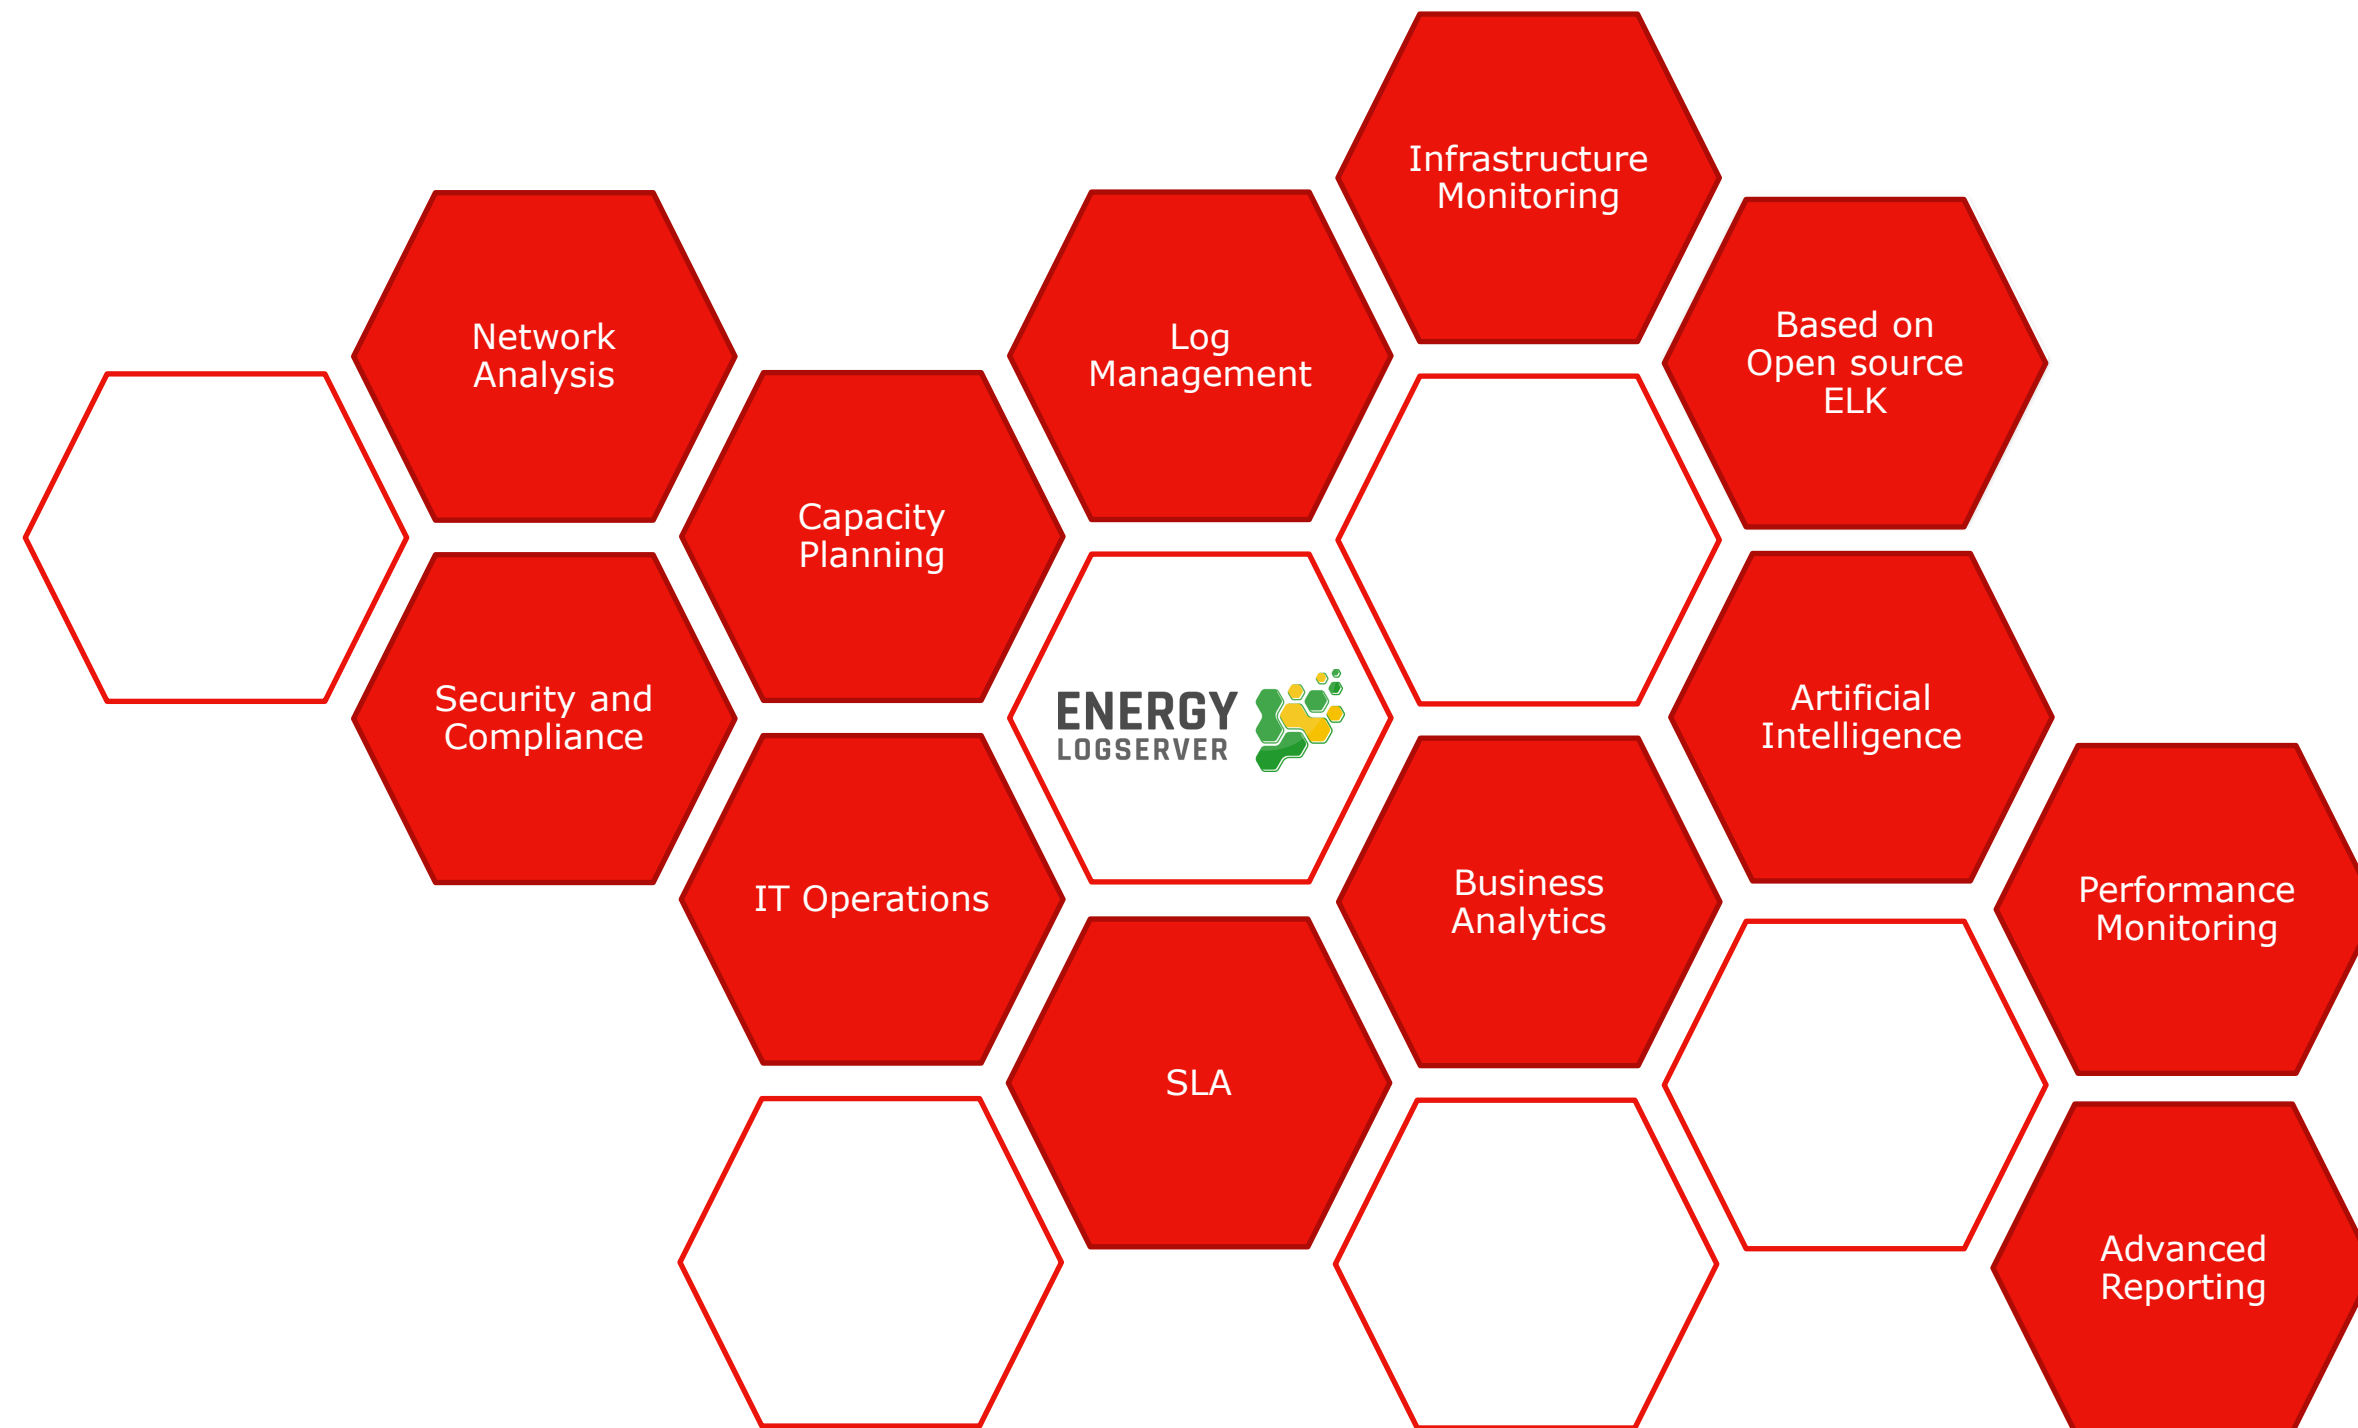 Infrastructure
Monitoring
Network
Analysis
Log
Management
Based on
Open source
ELK
Capacity
Planning
Security and
Compliance
ENERGY
LOGSERVER
Artificial
Intelligence
IT Operations
Business
Analytics
Performance
Monitoring
SLA
Advanced
Reporting